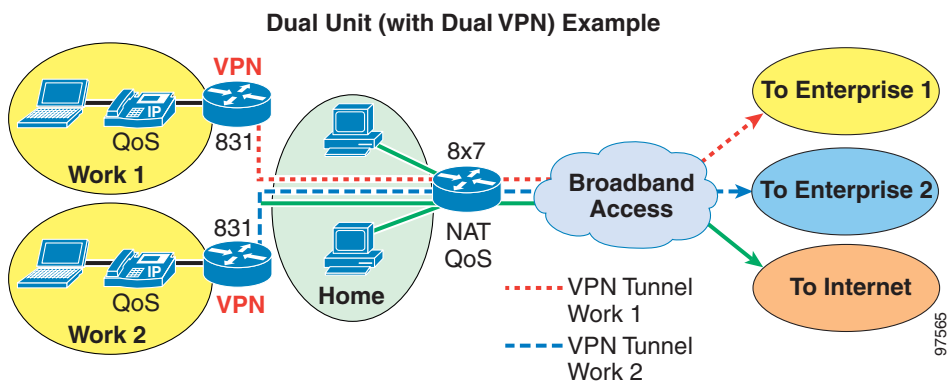 Dual Unit (with Dual VPN) Example
VPN
IP
QoS
831
Work 1
831
IP
QoS
VPN
Work 2
Home
8x7
NAT
QoS
Broadband
Access
To Enterprise 1
To Enterprise 2
To Internet
VPN Tunnel
Work 1
VPN Tunnel
Work 2
97565